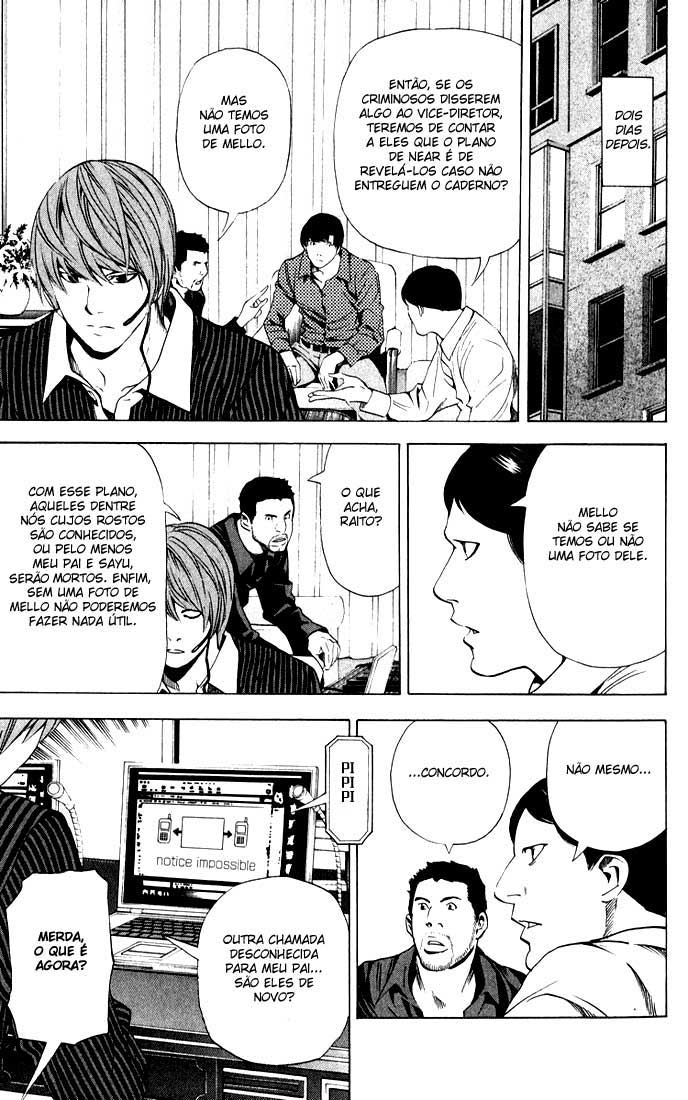 DOIS
DIAS
DEPOIS.
ENTÃO, SE OS
CRIMINOSOS DISSEREM
ALGO AO VICE-DIRETOR,
TEREMOS DE CONTAR
A ELES QUE O PLANO
DE NEAR É DE
REVELÁ-LOS CASO NÃO
ENTREGUEM O CADERNO?
MAS
NÃO TEMOS
UMA FOTO
DE MELLO.
MELLO
NÃO SABE SE
TEMOS OU NÃO
UMA FOTO DELE.
O QUE
ACHA,
RAITO?
COM ESSE PLANO,
AQUELES DENTRE
NÓS CUJOS ROSTOS
SÃO CONHECIDOS,
OU PELO MENOS
MEU PAI E SAYU,
SERÃO MORTOS. ENFIM,
SEM UMA FOTO DE
MELLO NÃO PODEREMOS
FAZER NADA ÚTIL.
NÃO MESMO...
...CONCORDO.
PI
PI
PI
notice impossible
OUTRA CHAMADA
DESCONHECIDA
PARA MEU PAI...
SÃO ELES DE
NOVO?
MERDA,
O QUE É
AGORA?